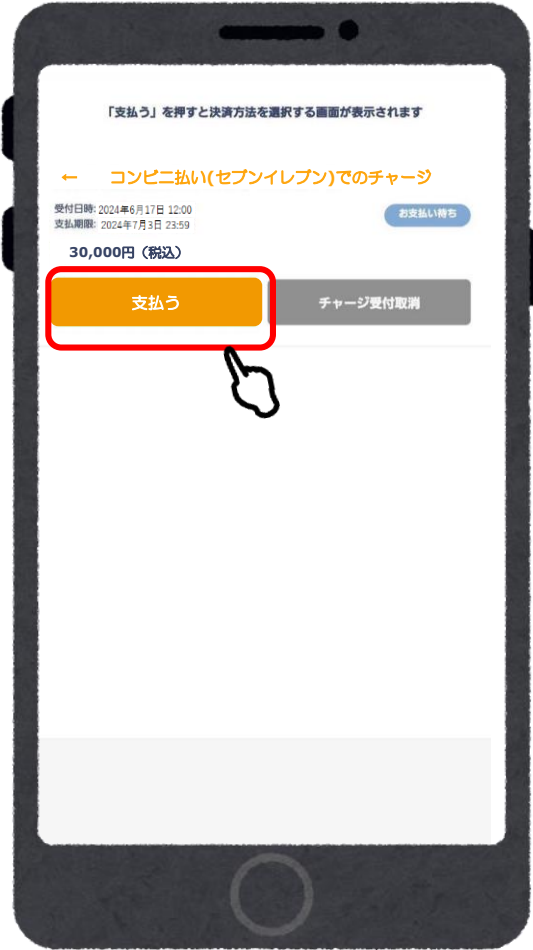 「支払う」を押すと決済方法を選択する画面が表示されます
← コンビニ払い(セブンイレブン)でのチャージ
受付日時: 2024年6月17日 12:00
お支払い待ち
支払期限: 2024年7月3日 23:59
30,000円（税込）
支払う
チャージ受付取消